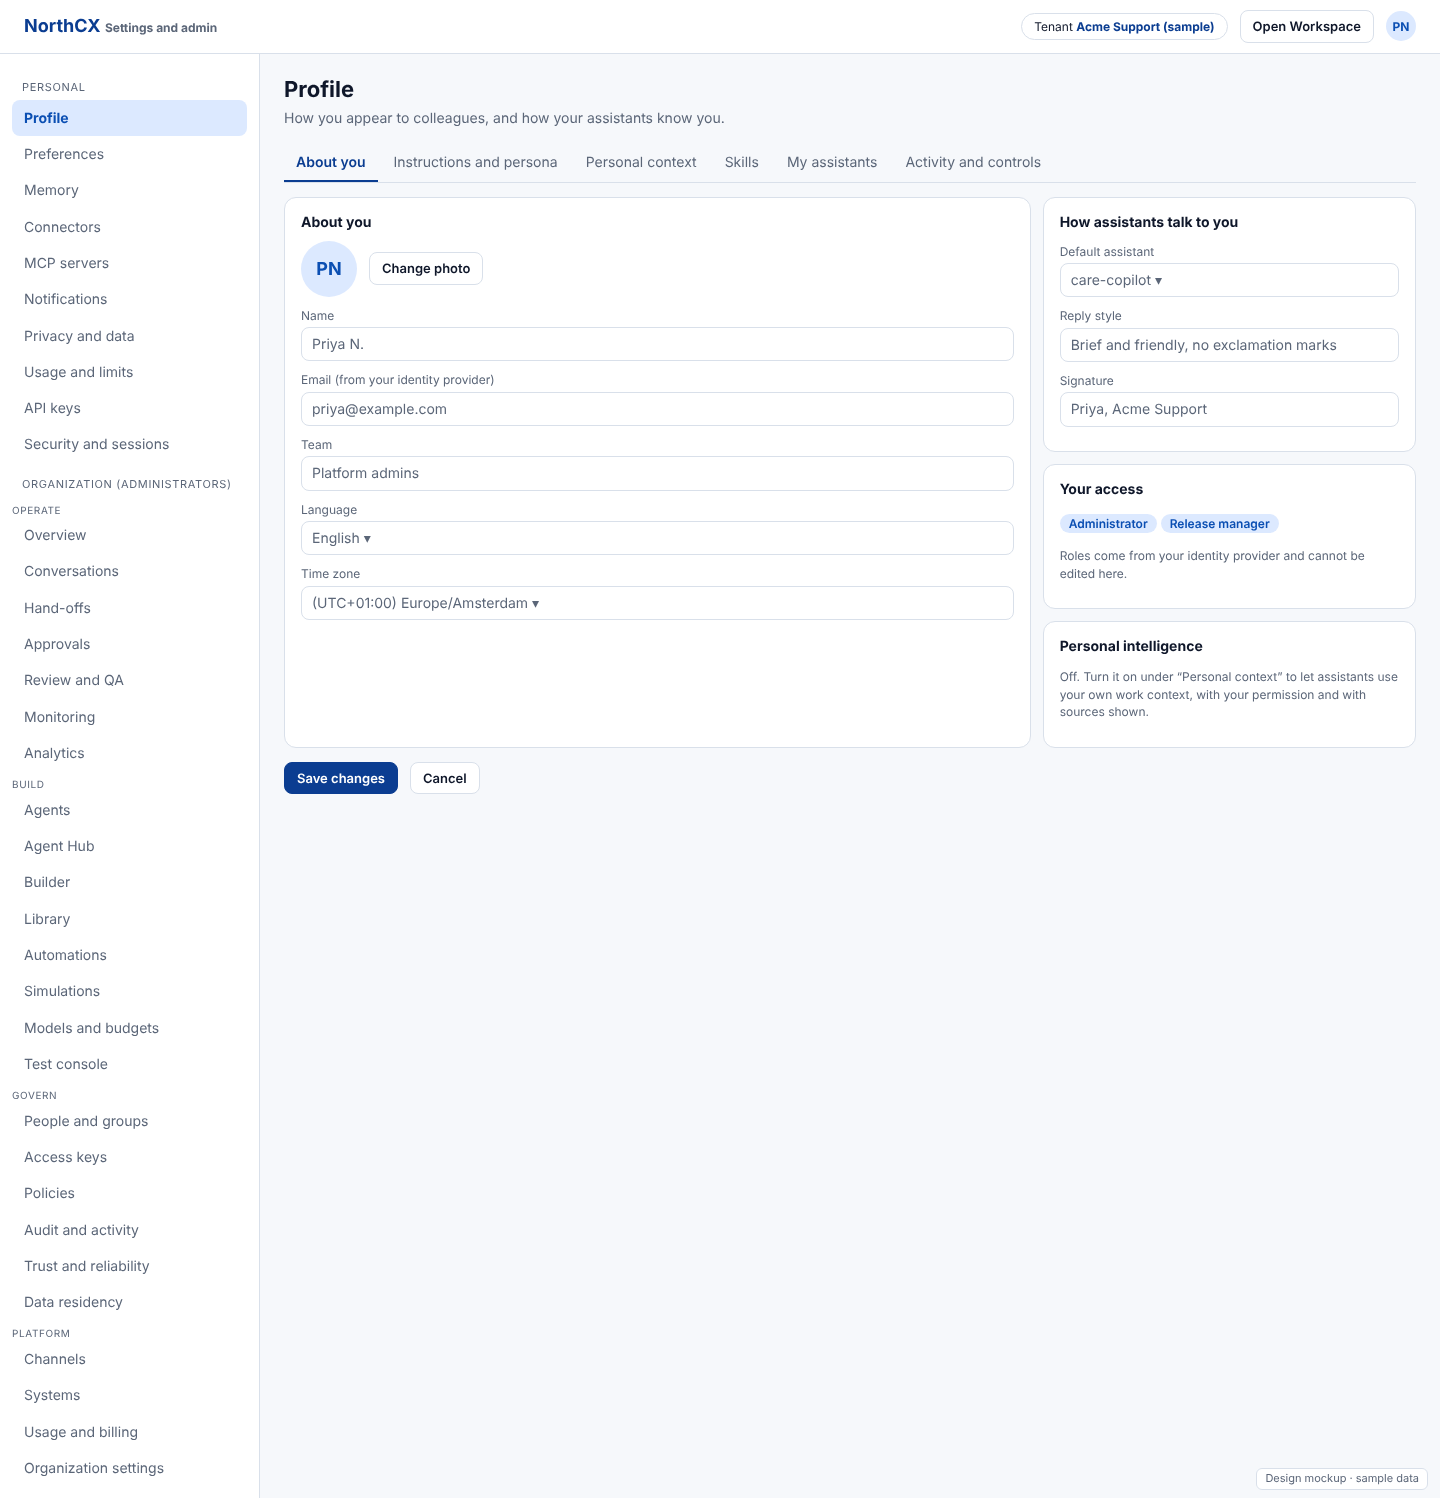 NorthCX Settings and admin
Tenant Acme Support (sample)
Open Workspace
PN
PERSONAL
Profile
Preferences
Memory
Connectors
MCP servers
Notifications
Privacy and data
Usage and limits
API keys
Security and sessions
ORGANIZATION (ADMINISTRATORS)
OPERATE
Overview
Conversations
Hand-offs
Approvals
Review and QA
Monitoring
Analytics
BUILD
Agents
Agent Hub
Builder
Library
Automations
Simulations
Models and budgets
Test console
GOVERN
People and groups
Access keys
Policies
Audit and activity
Trust and reliability
Data residency
PLATFORM
Channels
Systems
Usage and billing
Organization settings
Profile
How you appear to colleagues, and how your assistants know you.
About you
Instructions and persona
Personal context
Skills
My assistants
Activity and controls
About you
PN
Change photo
Name
Priya N.
Email (from your identity provider)
priya@example.com
Team
Platform admins
Language
English ▾
Time zone
(UTC+01:00) Europe/Amsterdam ▾
How assistants talk to you
Default assistant
care-copilot ▾
Reply style
Brief and friendly, no exclamation marks
Signature
Priya, Acme Support
Your access
Administrator
Release manager
Roles come from your identity provider and cannot be
edited here.
Personal intelligence
Off. Turn it on under “Personal context” to let assistants use
your own work context, with your permission and with
sources shown.
Save changes
Cancel
Design mockup · sample data